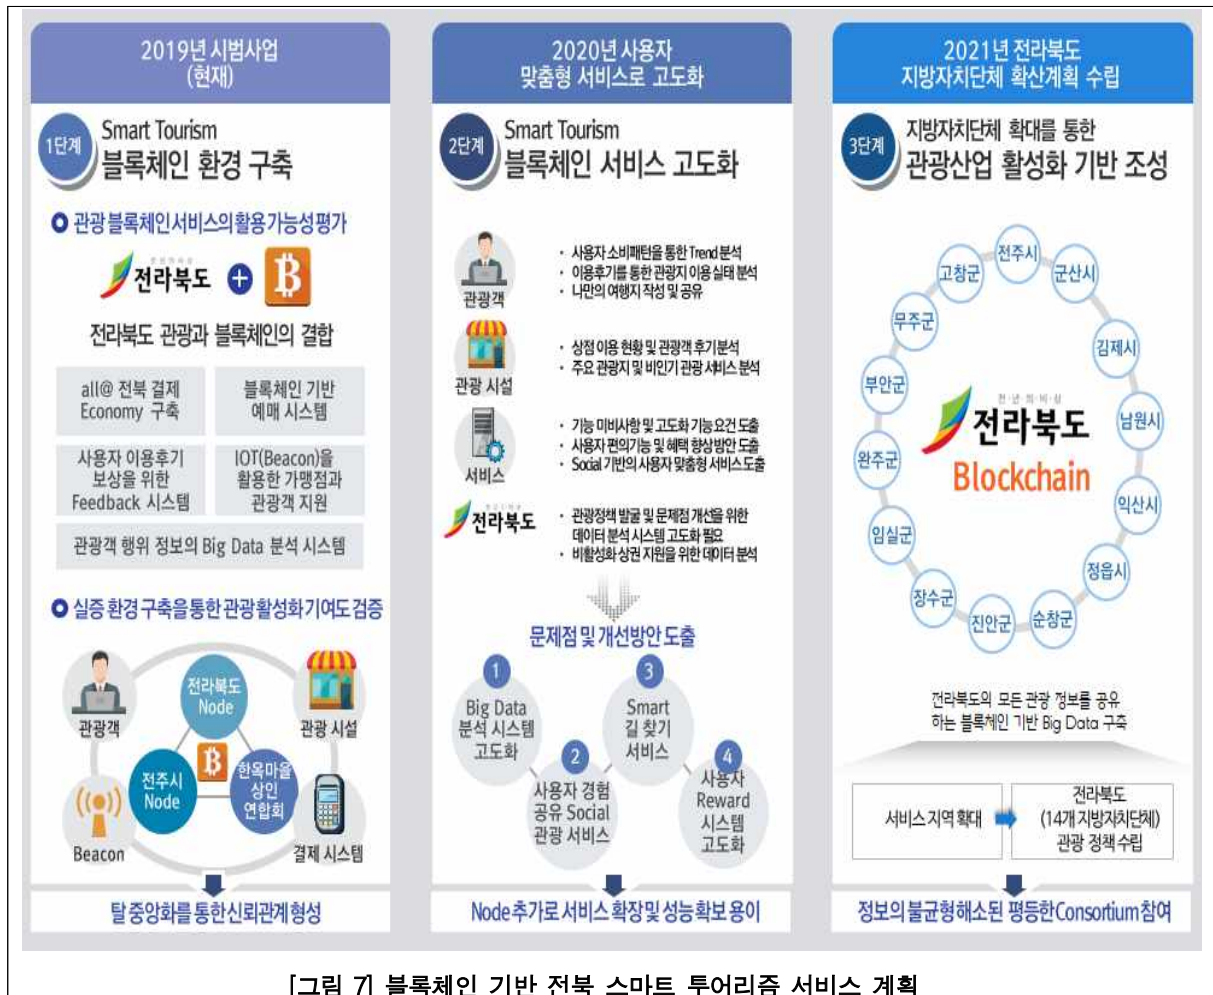 2019년 시범사업
(현재)
1단계
Smart Tourism
블록체인 환경 구축
관광 블록체인 서비스의 활용 가능성 평가
전라북도
전라북도 관광과 블록체인의 결합
all@ 전북 결제
Economy 구축
블록체인 기반
예매 시스템
사용자 이용후기
보상을 위한
Feedback 시스템
IOT(Beacon)을
활용한 가맹점과
관광객 지원
관광객 행위 정보의 Big Data 분석 시스템
실증 환경 구축을 통한 관광 활성화 기여도 검증
관광객
전라북도
Node
관광 시설
전주시
Node
한옥마을
상인
연합회
Beacon
결제 시스템
탈 중앙화를 통한 신뢰관계 형성
2020년 사용자
맞춤형 서비스로 고도화
2단계
Smart Tourism
블록체인 서비스 고도화
관광객
• 사용자 소비패턴을 통한 Trend 분석
• 이용후기를 통한 관광지 이용 실태 분석
• 나만의 여행지 작성 및 공유
관광 시설
• 상점 이용 현황 및 관광객 후기 분석
• 주요 관광지 및 비인기 관광 서비스 분석
서비스
• 기능 미비사항 및 고도화 기능 요건 도출
• 사용자 편의기능 및 혜택 향상 방안 도출
• Social 기반의 사용자 맞춤형 서비스 도출
전라북도
• 관광정책 발굴 및 문제점 개선을 위한
데이터 분석 시스템 고도화 필요
• 비활성화 상권 지원을 위한 데이터 분석
문제점 및 개선방안 도출
1
Big Data
분석 시스템
고도화
2
사용자 경험
공유 Social
관광 서비스
3
Smart
길 찾기
서비스
4
사용자
Reward
시스템
고도화
Node 추가로 서비스 확장 및 성능 확보 용이
2021년 전라북도
지방자치단체 확산계획 수립
3단계
지방자치단체 확대를 통한
관광산업 활성화 기반 조성
전주시
군산시
김제시
남원시
익산시
정읍시
순창군
진안군
장수군
임실군
완주군
부안군
무주군
고창군
천·년·의·비·상
전라북도
Blockchain
전라북도의 모든 관광 정보를 공유
하는 블록체인 기반 Big Data 구축
서비스 지역 확대
전라북도
(14개 지방자치단체)
관광 정책 수립
정보의 불균형 해소된 평등한 Consortium 참여
[그림 7] 블록체인 기반 전북 스마트 투어리즘 서비스 계획